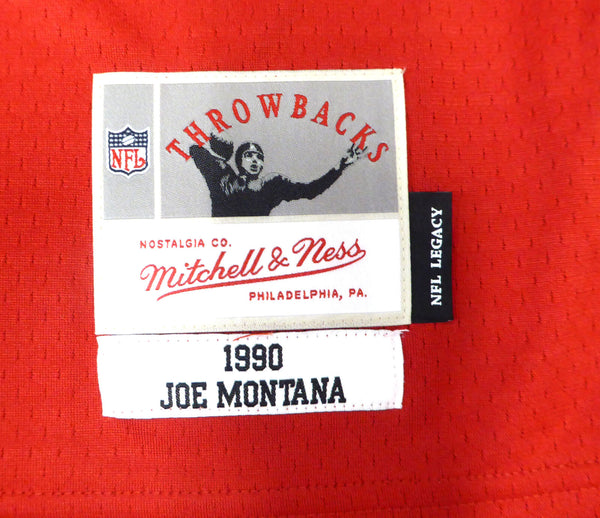 THROWBACKS
NFL
NOSTALGIA CO.
Mitchell & Ness
PHILADELPHIA, PA.
NFL LEGACY
1990
JOE MONTANA